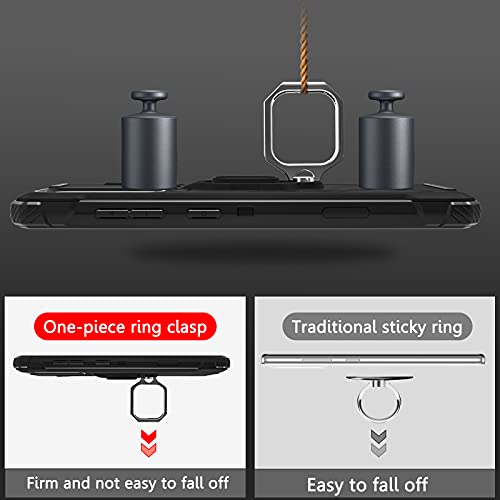 One-piece ring clasp
Traditional sticky ring
Firm and not easy to fall off
Easy to fall off